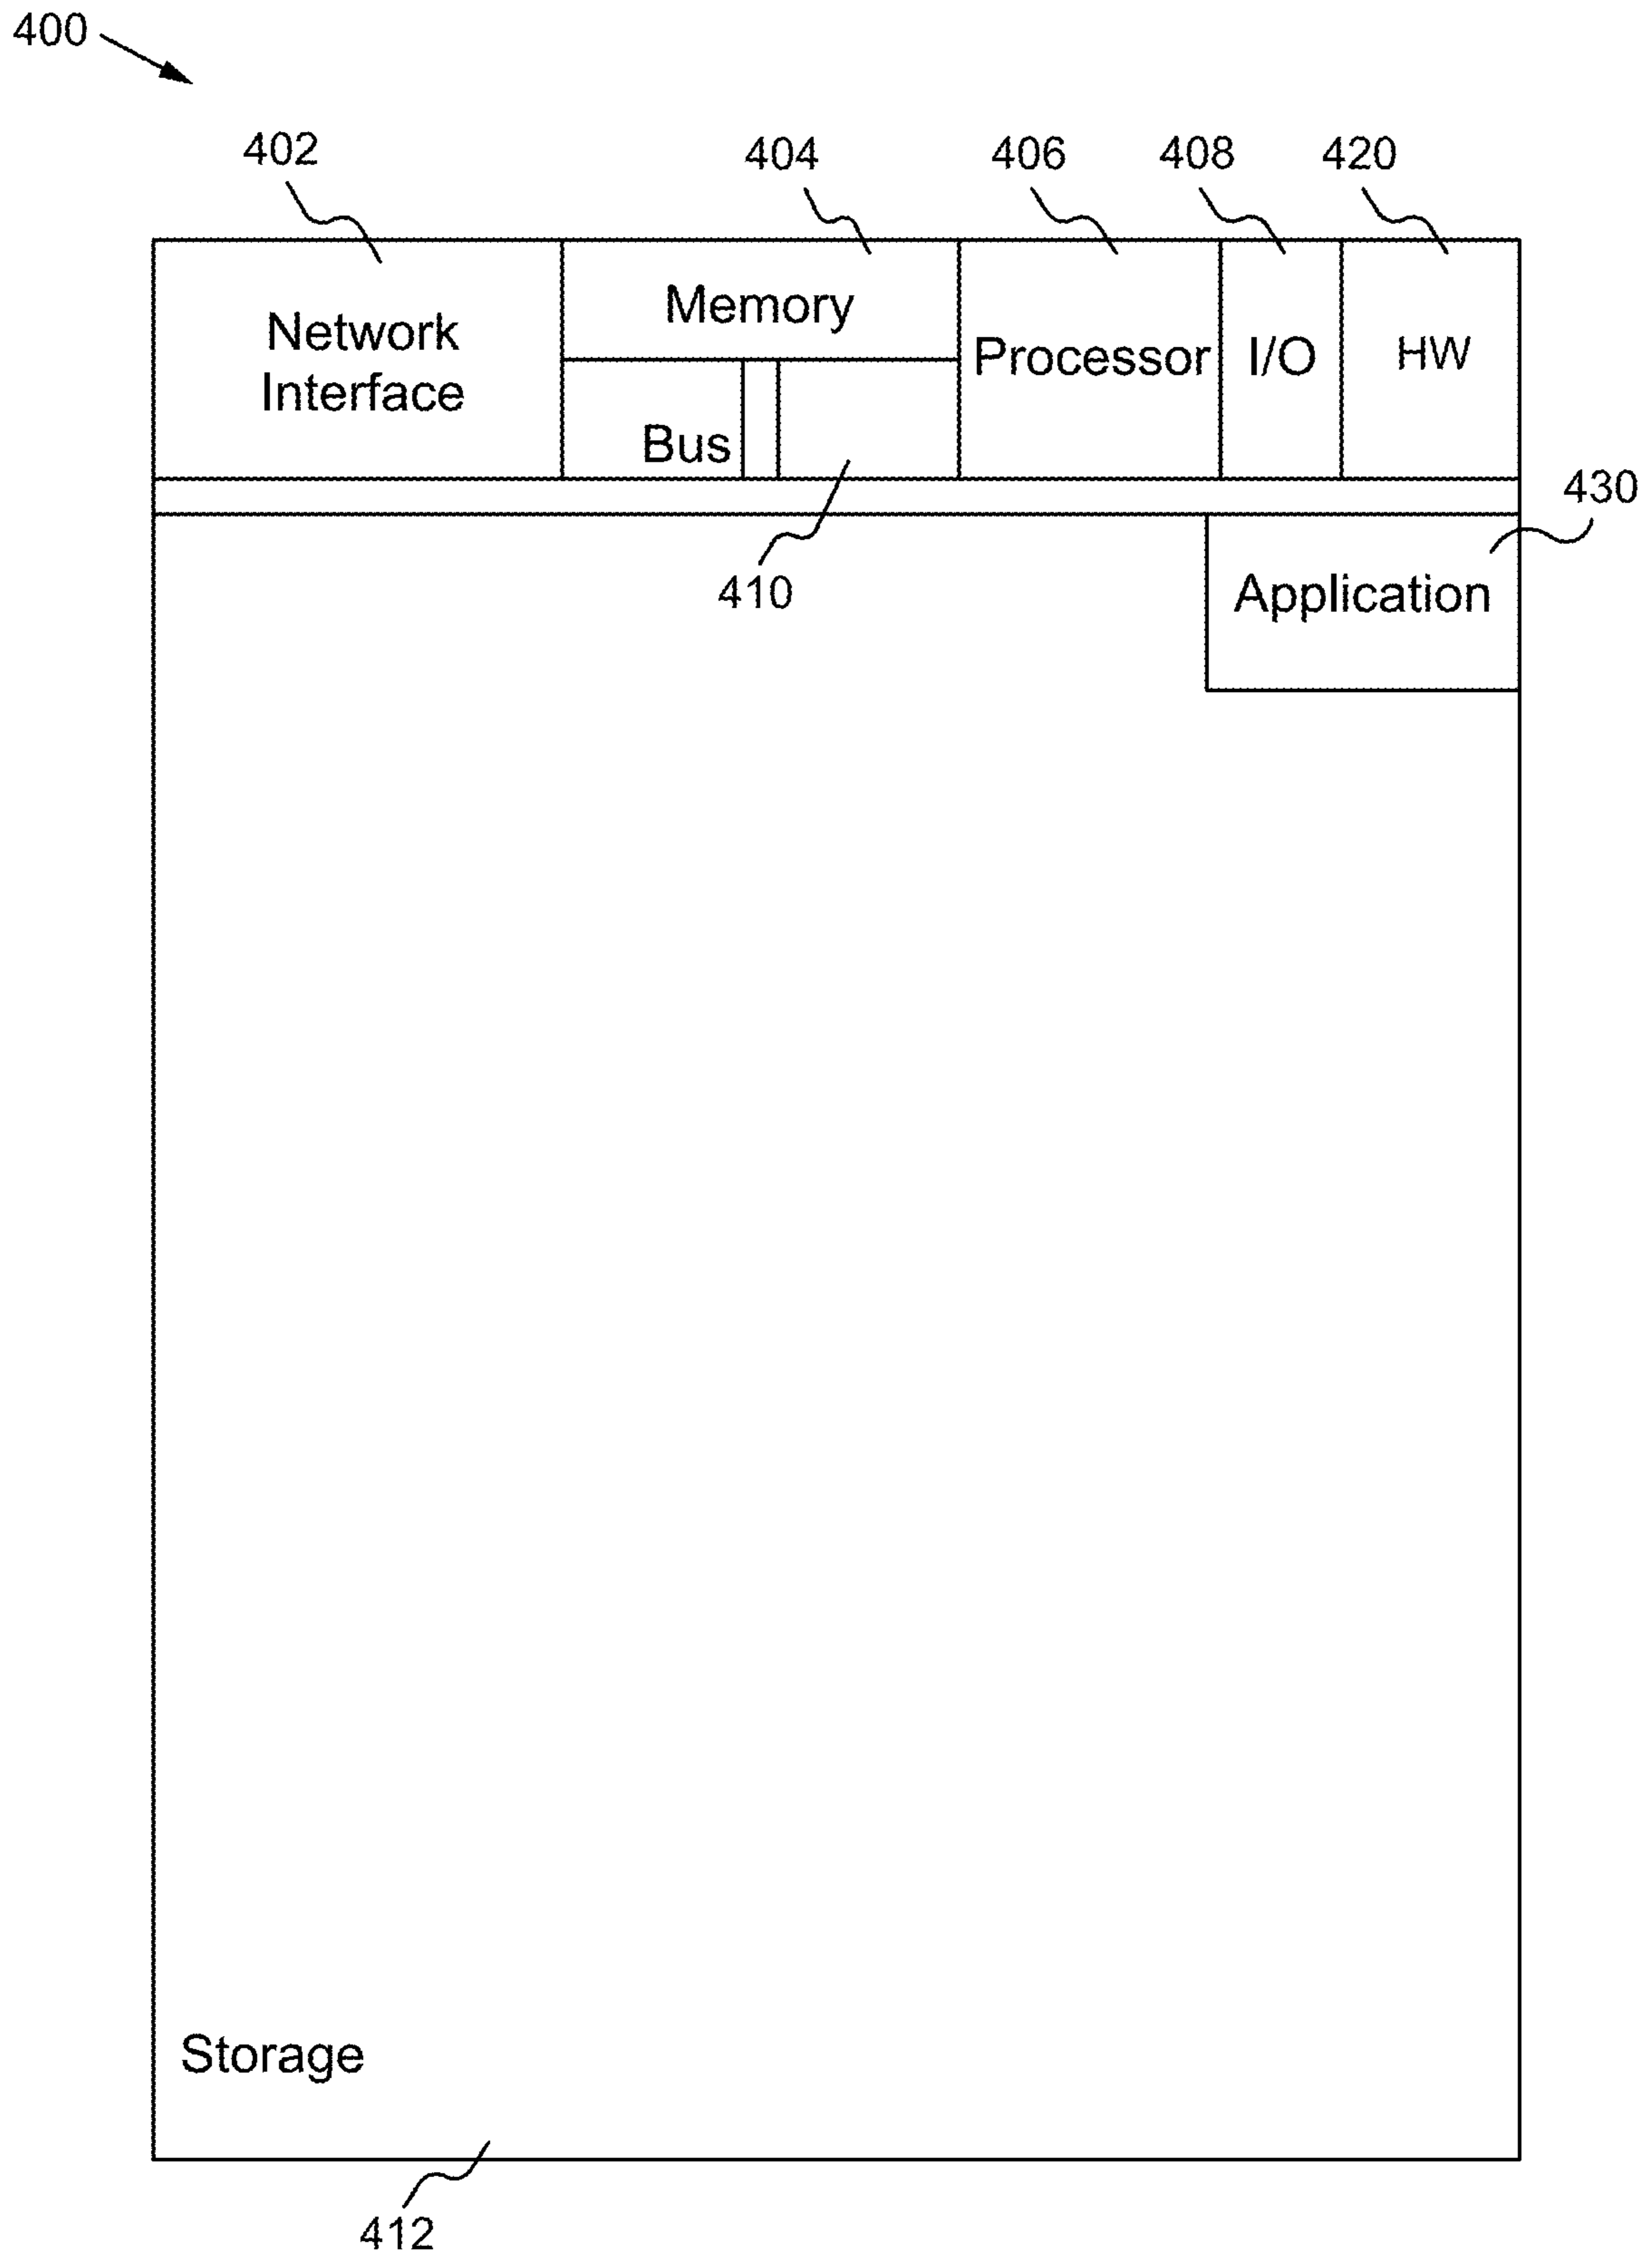 400
402
404
406
408
420
Network
Interface
Memory
Processor
I/O
HW
Bus
430
410
Application
Storage
412